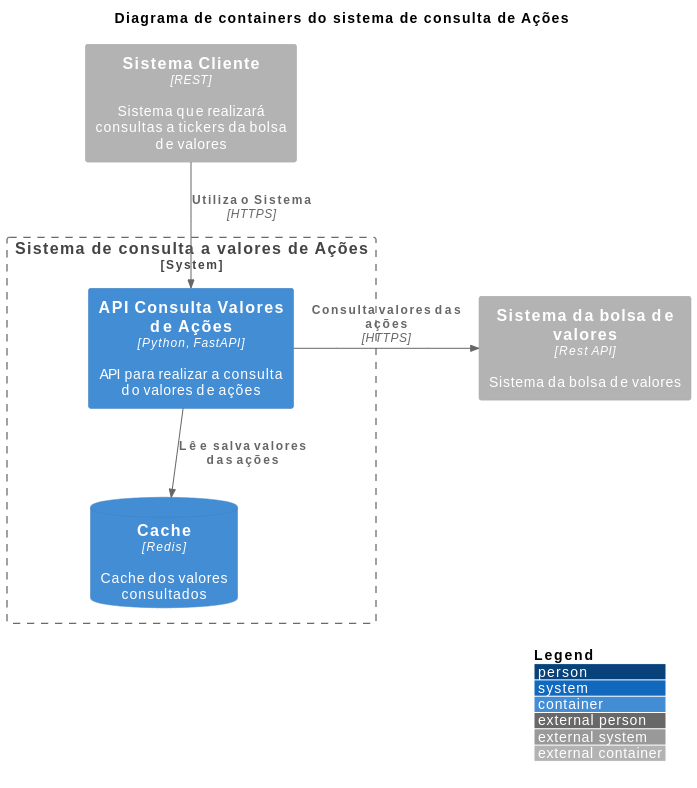 Diagrama de containers do sistema de consulta de Ações
Sistema Cliente
[REST]
Sistema que realizará
consultas a tickers da bolsa
de valores
Utiliza o Sistema
[HTTPS]
Sistema de consulta a valores de Ações
[System]
API Consulta Valores
de Ações
[Python, FastAPI]
API para realizar a consulta
do valores de ações
Consulta valores das
ações
[HTTPS]
Sistema da bolsa de
valores
[Rest API]
Sistema da bolsa de valores
Lê e salva valores
das ações
Cache
[Redis]
Cache dos valores
consultados
Legend
person
system
container
external person
external system
external container